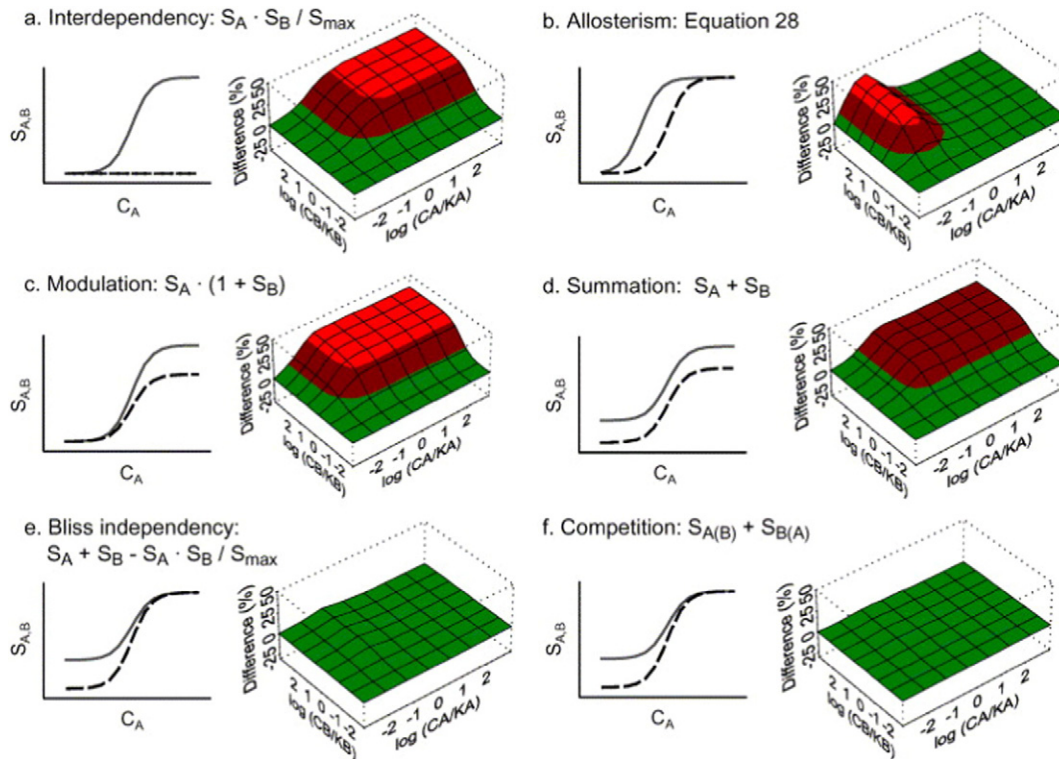 a. Interdependency: S_A · S_B / S_max
S_A,B
C_A
Difference (%)
-25 0 25 50
2 1 0 -1 -2
log (CB/KB)
-2 -1 0 1 2
log (CA/KA)
b. Allosterism: Equation 28
S_A,B
C_A
Difference (%)
-25 0 25 50
2 1 0 -1 -2
log (CB/KB)
-2 -1 0 1 2
log (CA/KA)
c. Modulation: S_A · (1 + S_B)
S_A,B
C_A
Difference (%)
-25 0 25 50
2 1 0 -1 -2
log (CB/KB)
-2 -1 0 1 2
log (CA/KA)
d. Summation: S_A + S_B
S_A,B
C_A
Difference (%)
-25 0 25 50
2 1 0 -1 -2
log (CB/KB)
-2 -1 0 1 2
log (CA/KA)
e. Bliss independency:
S_A + S_B - S_A · S_B / S_max
S_A,B
C_A
Difference (%)
-25 0 25 50
2 1 0 -1 -2
log (CB/KB)
-2 -1 0 1 2
log (CA/KA)
f. Competition: S_A(B) + S_B(A)
S_A,B
C_A
Difference (%)
-25 0 25 50
2 1 0 -1 -2
log (CB/KB)
-2 -1 0 1 2
log (CA/KA)